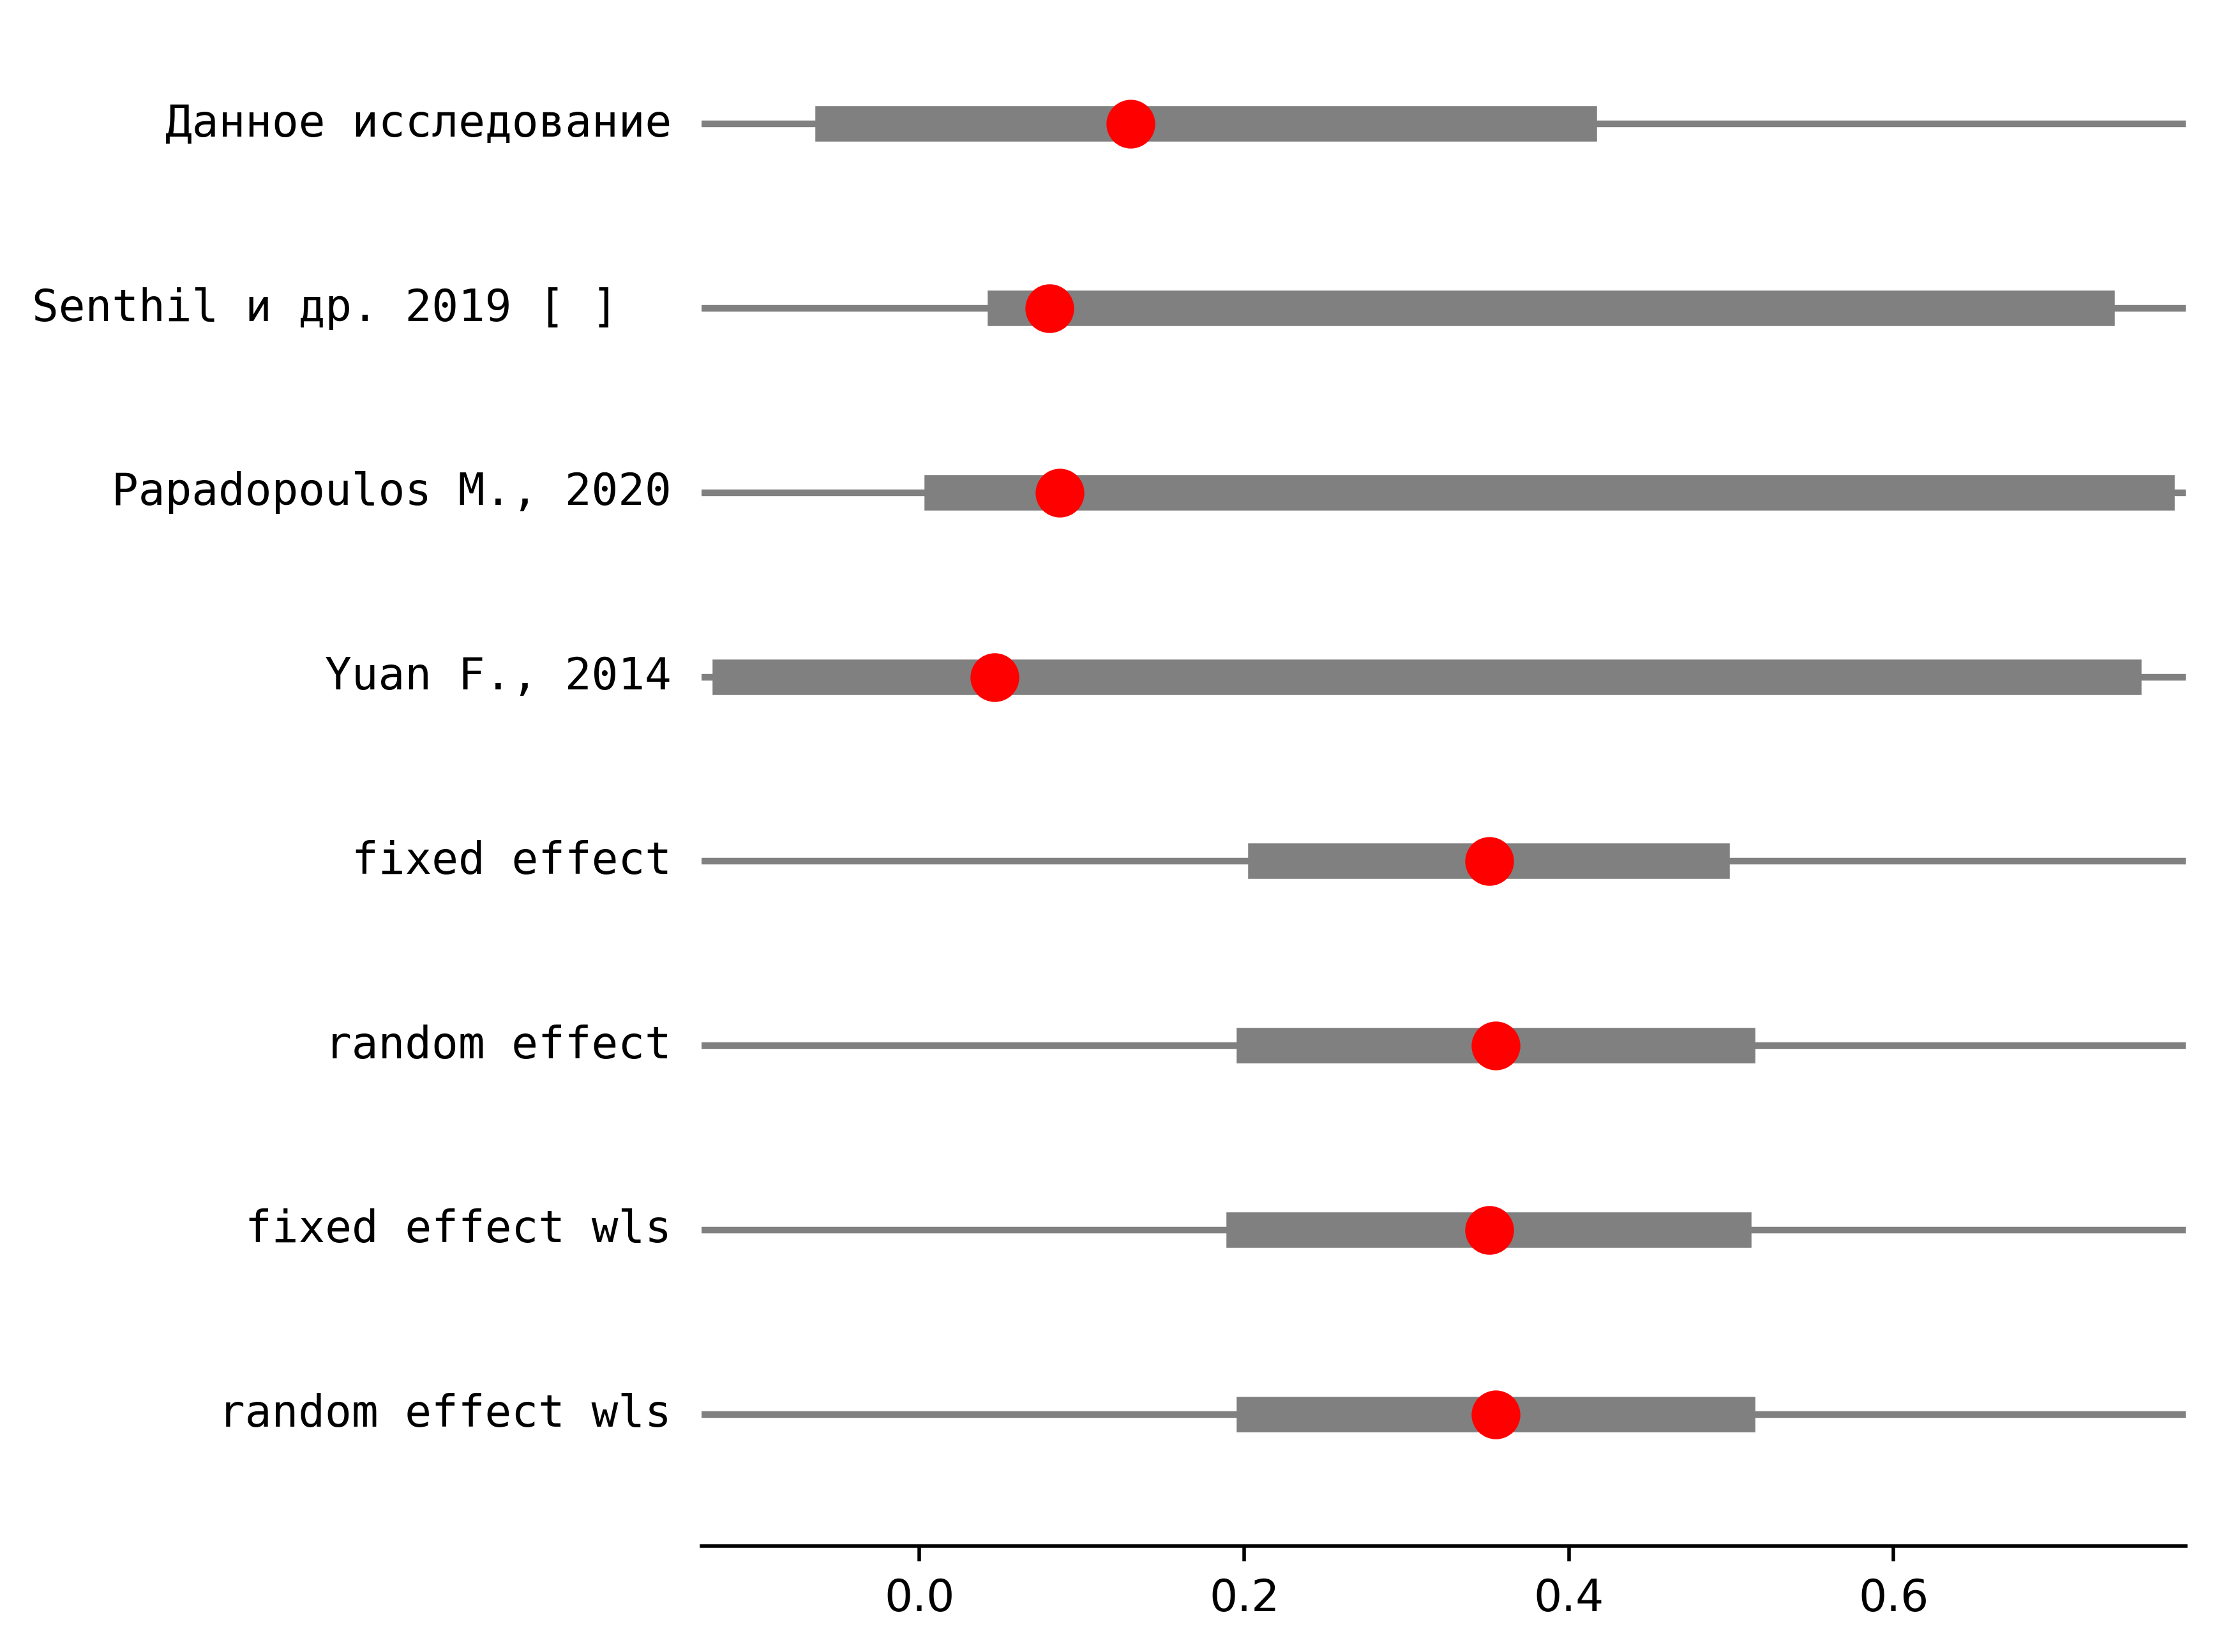 Данное исследование
Senthil и др. 2019 [ ]
Papadopoulos M., 2020
Yuan F., 2014
fixed effect
random effect
fixed effect wls
random effect wls
0.0 0.2 0.4 0.6